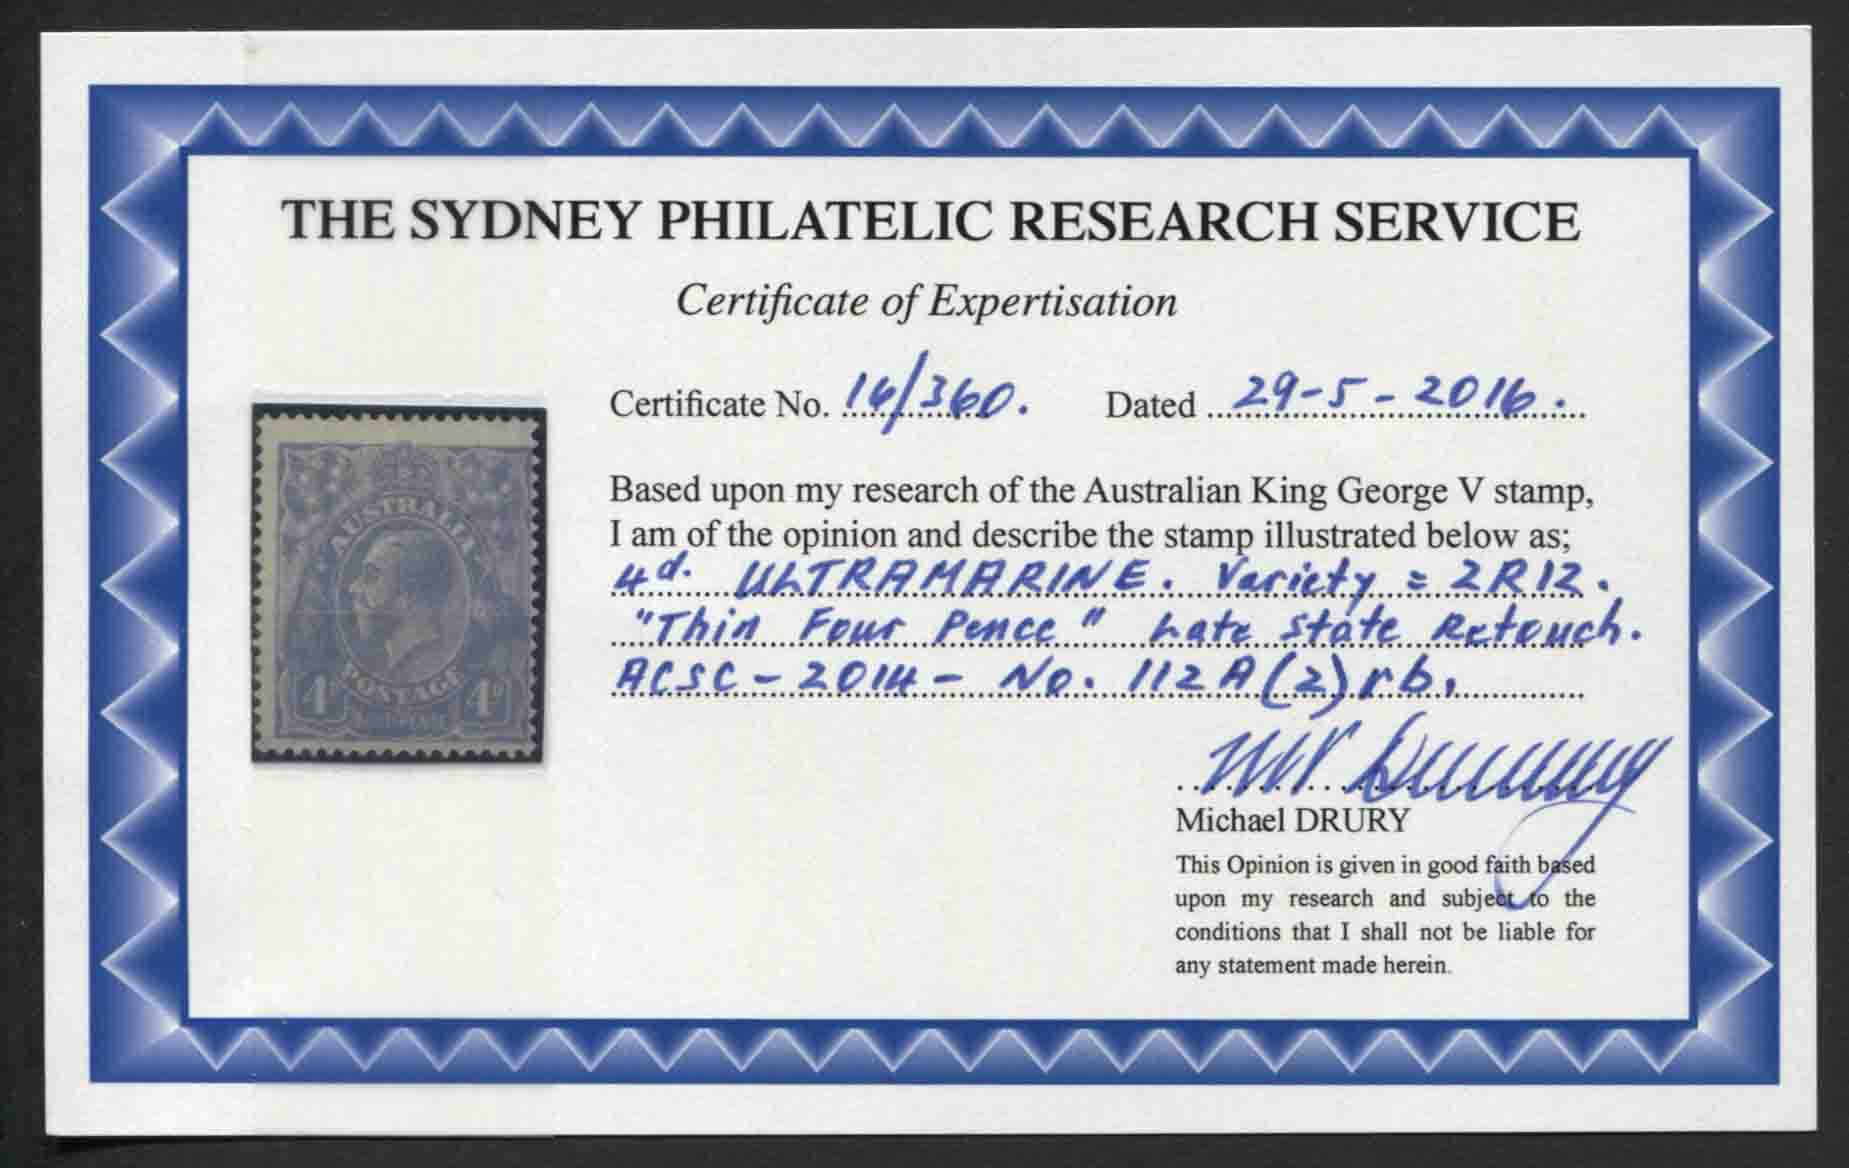 THE SYDNEY PHILATELIC RESEARCH SERVICE
Certificate of Expertisation
Certificate No. 16/360. Dated 29-5-2016.
Based upon my research of the Australian King George V stamp,
I am of the opinion and describe the stamp illustrated below as;
4d. ULTRAMARINE. Variety = 2R12.
"Thin Four Pence" Late State Retouch.
ACSC - 2014 - No. 112A(2)rb.
AUSTRALIA
POSTAGE
4D 4D
Michael DRURY
This Opinion is given in good faith based
upon my research and subject to the
conditions that I shall not be liable for
any statement made herein.